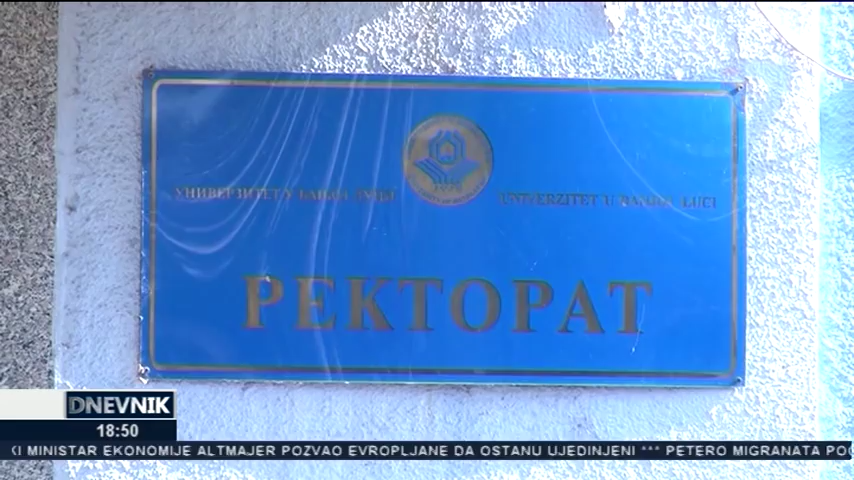 УНИВЕРЗИТЕТ У БАЊОЈ ЛУЦИ
UNIVERZITET U BANJOJ LUCI
РЕКТОРАТ
DNEVNIK
18:50
KI MINISTAR EKONOMIJE ALTMAJER POZVAO EVROPLJANE DA OSTANU UJEDINJENI *** PETERO MIGRANATA